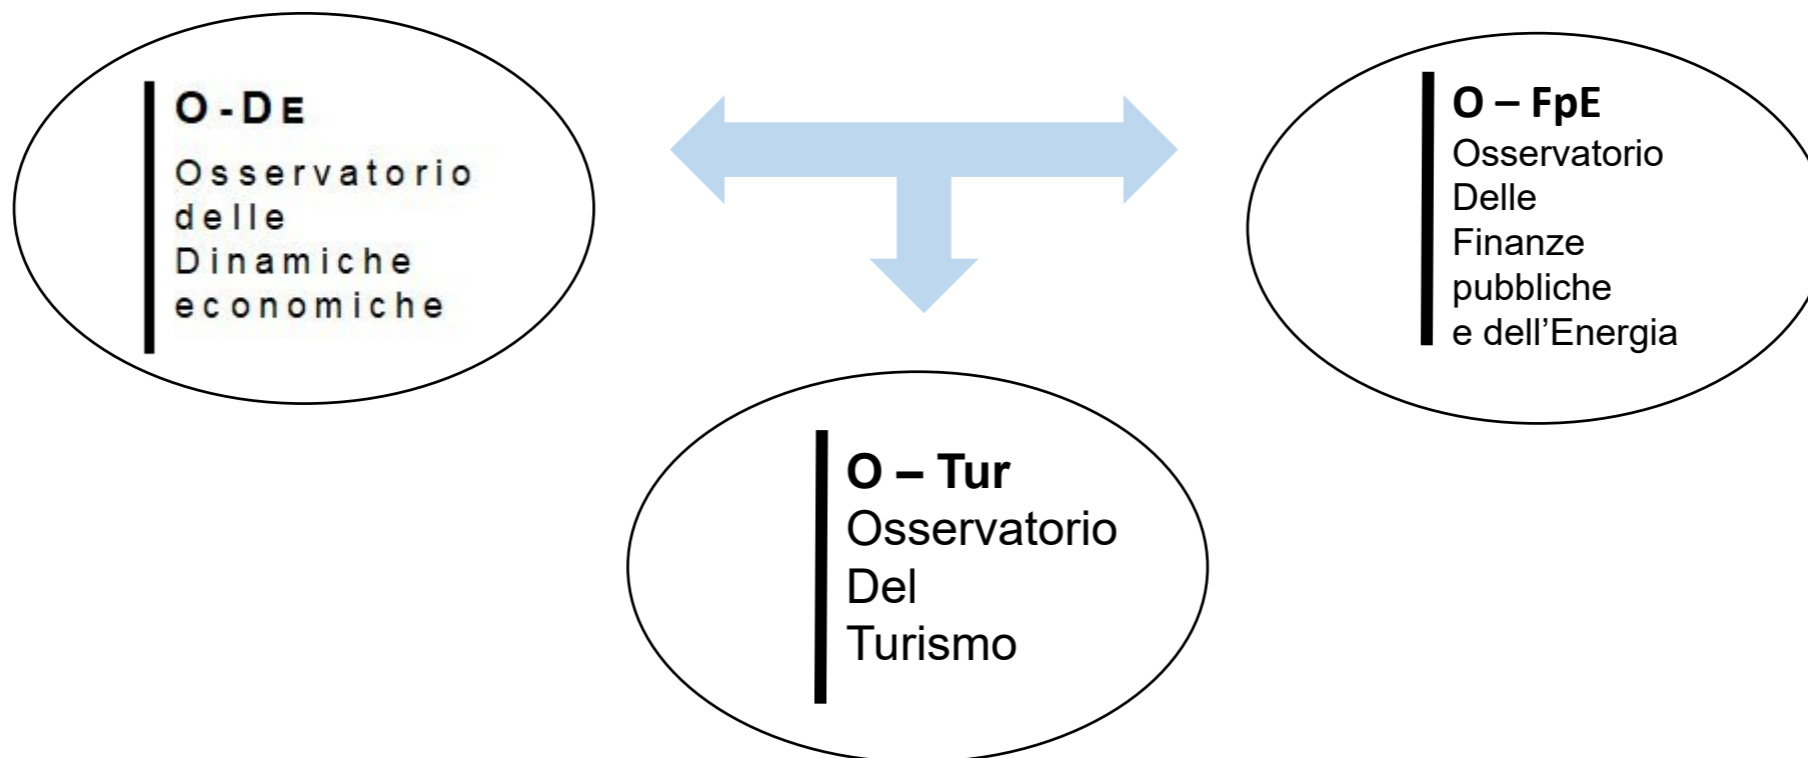 O - DE
Osservatorio
delle
Dinamiche
economiche
O – FpE
Osservatorio
Delle
Finanze
pubbliche
e dell’Energia
O – Tur
Osservatorio
Del
Turismo